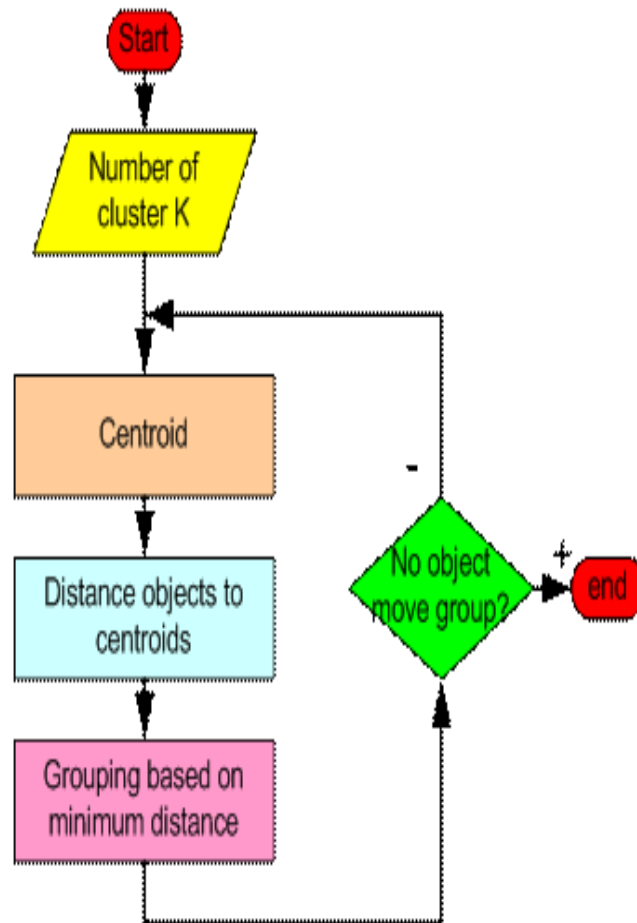 Start
Number of
cluster K
Centroid
Distance objects to
centroids
Grouping based on
minimum distance
-
No object
move group?
+
end